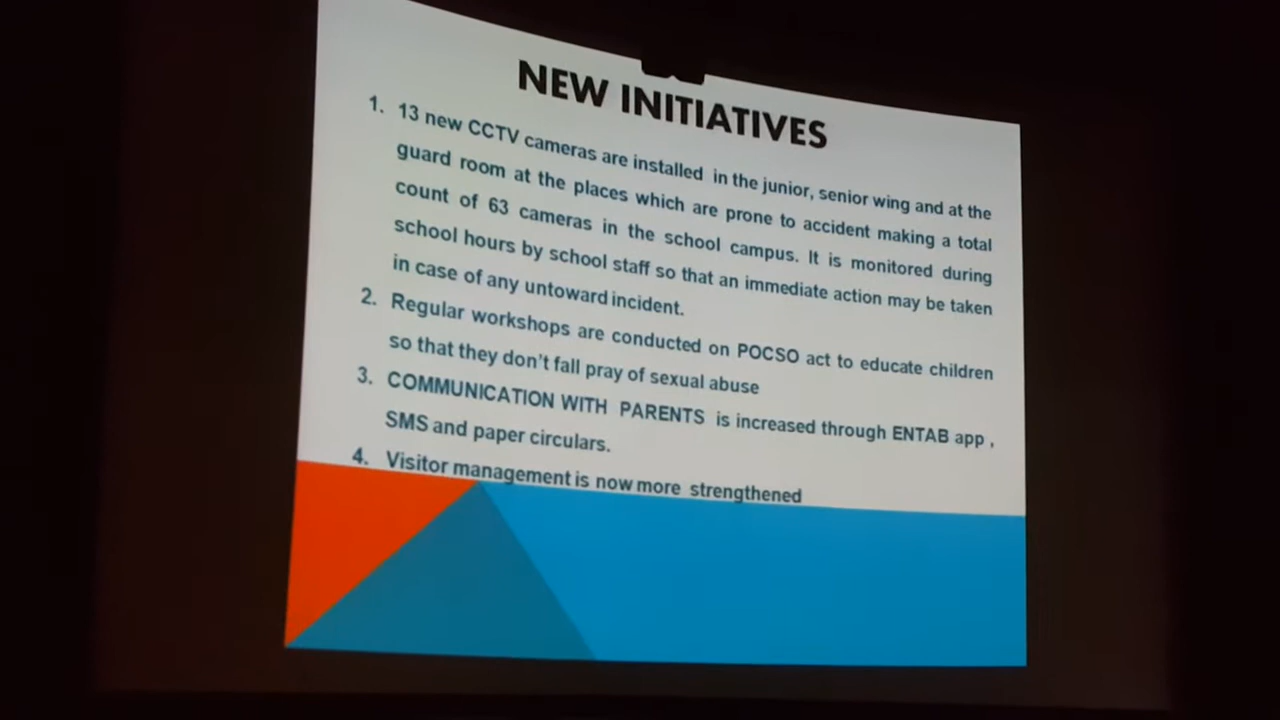 NEW INITIATIVES
1. 13 new CCTV cameras are installed in the junior, senior wing and at the
guard room at the places which are prone to accident making a total
count of 63 cameras in the school campus. It is monitored during
school hours by school staff so that an immediate action may be taken
in case of any untoward incident.
2. Regular workshops are conducted on POCSO act to educate children
so that they don't fall pray of sexual abuse
3. COMMUNICATION WITH PARENTS is increased through ENTAB app ,
SMS and paper circulars.
4. Visitor management is now more strengthened